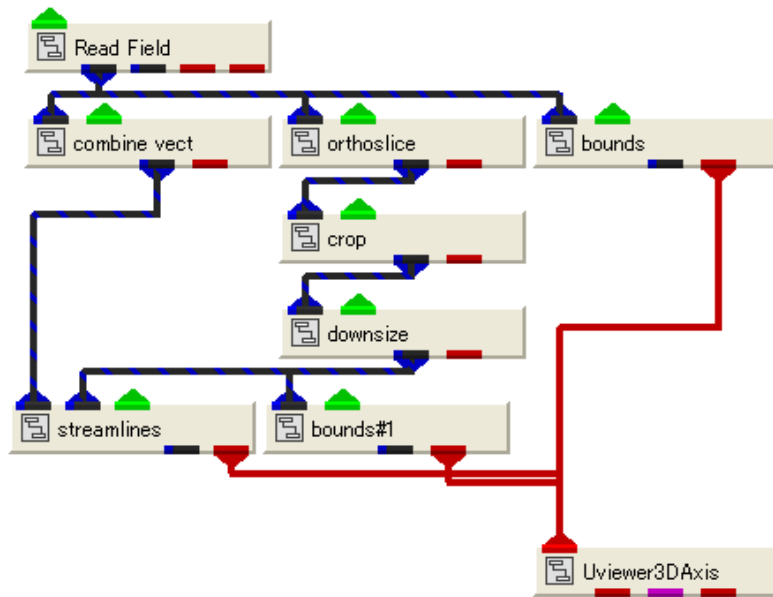 Read Field
combine vect
orthoslice
bounds
crop
downsize
streamlines
bounds#1
Uviewer3DAxis